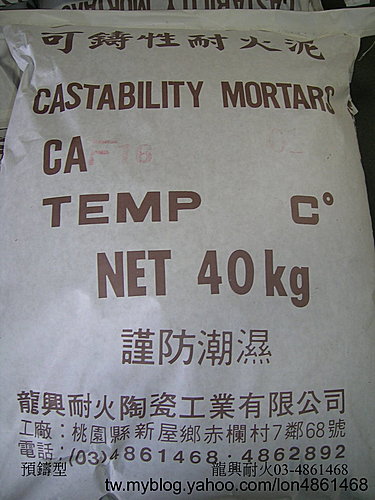 可鑄性耐火泥
CASTABILITY MORTARS
CA
TEMP C°
NET 40kg
謹防潮濕
龍興耐火陶瓷工業有限公司
工廠：桃園縣新屋鄉赤欄村7鄰68號
電話：(03)4861468・4862892
預鑄型 龍興耐火03-4861468
tw.myblog.yahoo.com/lon4861468